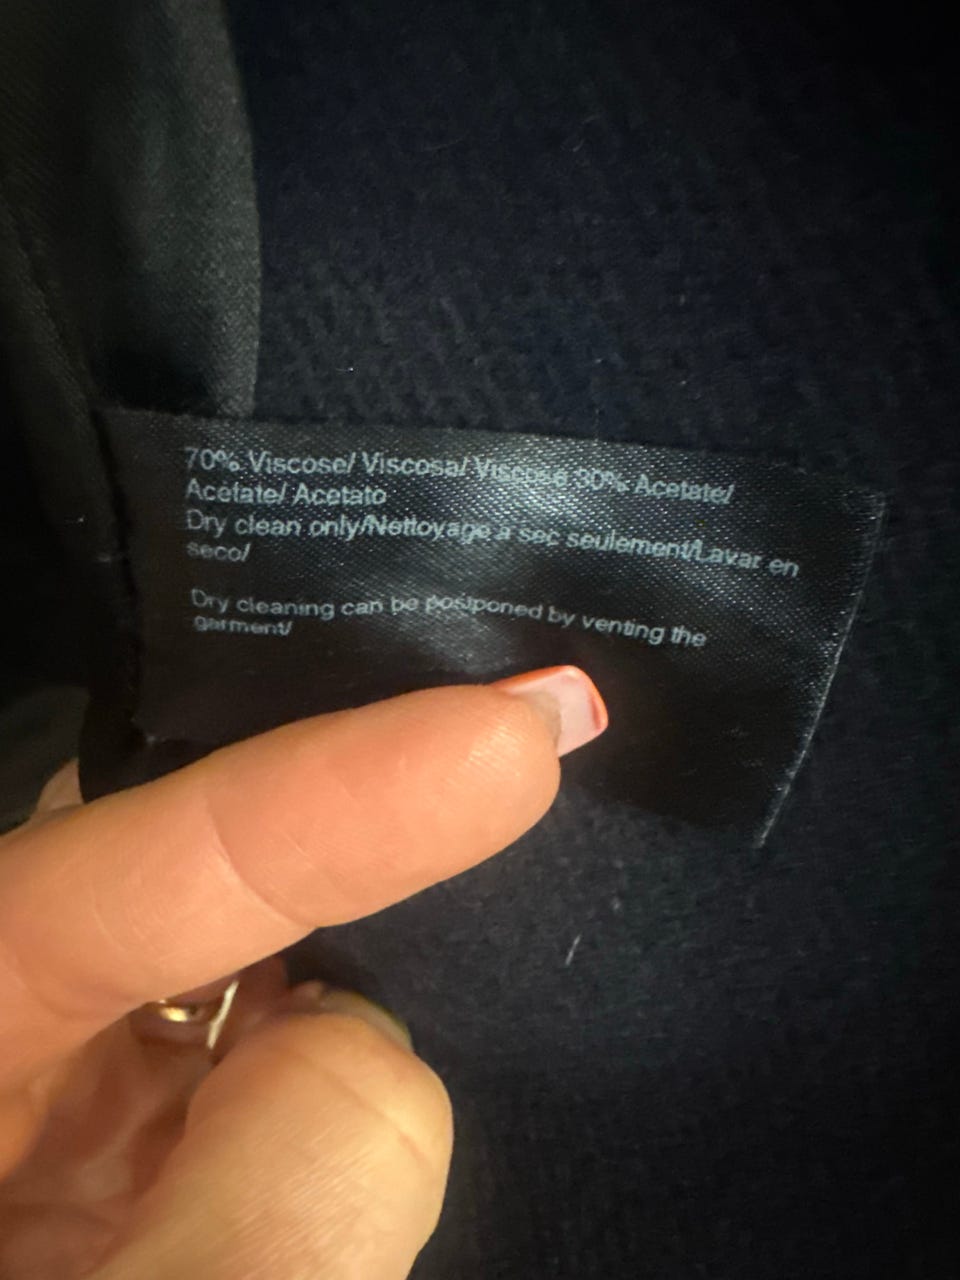 70% Viscose/ Viscosa/ Viscose 30% Acetate/
Acetate/ Acetato
Dry clean only/Nettoyage a sec seulement/Lavar en
seco/
Dry cleaning can be postponed by venting the
garment/